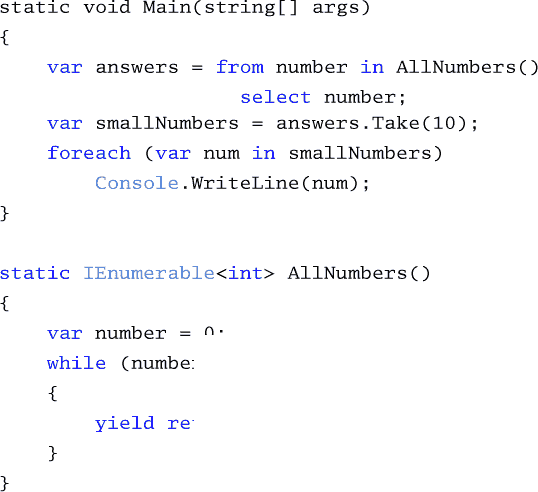 static void Main(string[] args)
{
    var answers = from number in AllNumbers()
                  select number;
    var smallNumbers = answers.Take(10);
    foreach (var num in smallNumbers)
        Console.WriteLine(num);
}

static IEnumerable<int> AllNumbers()
{
    var number =
    while (
    {
        yield
    }
}